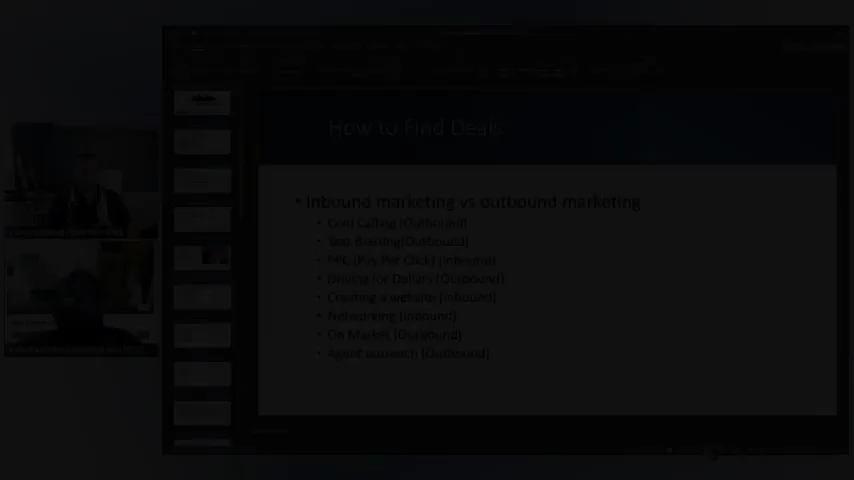 How to Find Deals
• Inbound marketing vs outbound marketing
• Cold Calling (Outbound)
• Text Blasting(Outbound)
• PPC (Pay Per Click) (Inbound)
• Driving for Dollars (Outbound)
• Creating a website (Inbound)
• Networking (Inbound)
• On Market (Outbound)
• Agent outreach (Outbound)